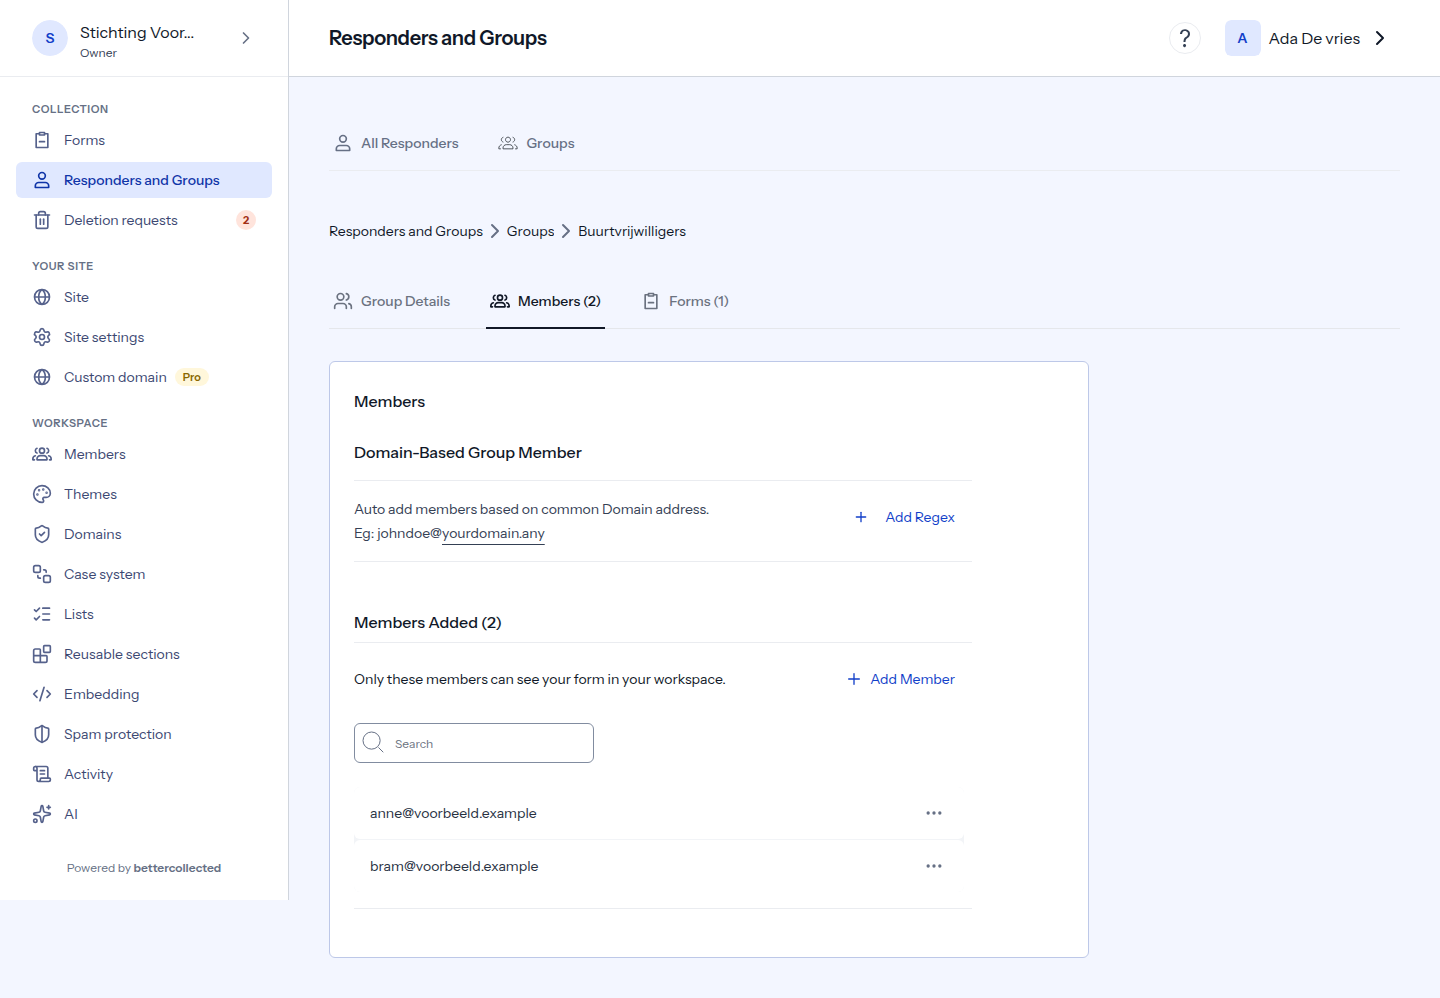 S
Stichting Voor...
Owner
COLLECTION
Forms
Responders and Groups
Deletion requests
2
YOUR SITE
Site
Site settings
Custom domain
Pro
WORKSPACE
Members
Themes
Domains
Case system
Lists
Reusable sections
Embedding
Spam protection
Activity
AI
Powered by bettercollected
Responders and Groups
?
A
Ada De vries
All Responders
Groups
Responders and Groups > Groups > Buurtvrijwilligers
Group Details
Members (2)
Forms (1)
Members
Domain-Based Group Member
Auto add members based on common Domain address.
Eg: johndoe@yourdomain.any
+ Add Regex
Members Added (2)
Only these members can see your form in your workspace.
+ Add Member
Search
anne@voorbeeld.example
bram@voorbeeld.example